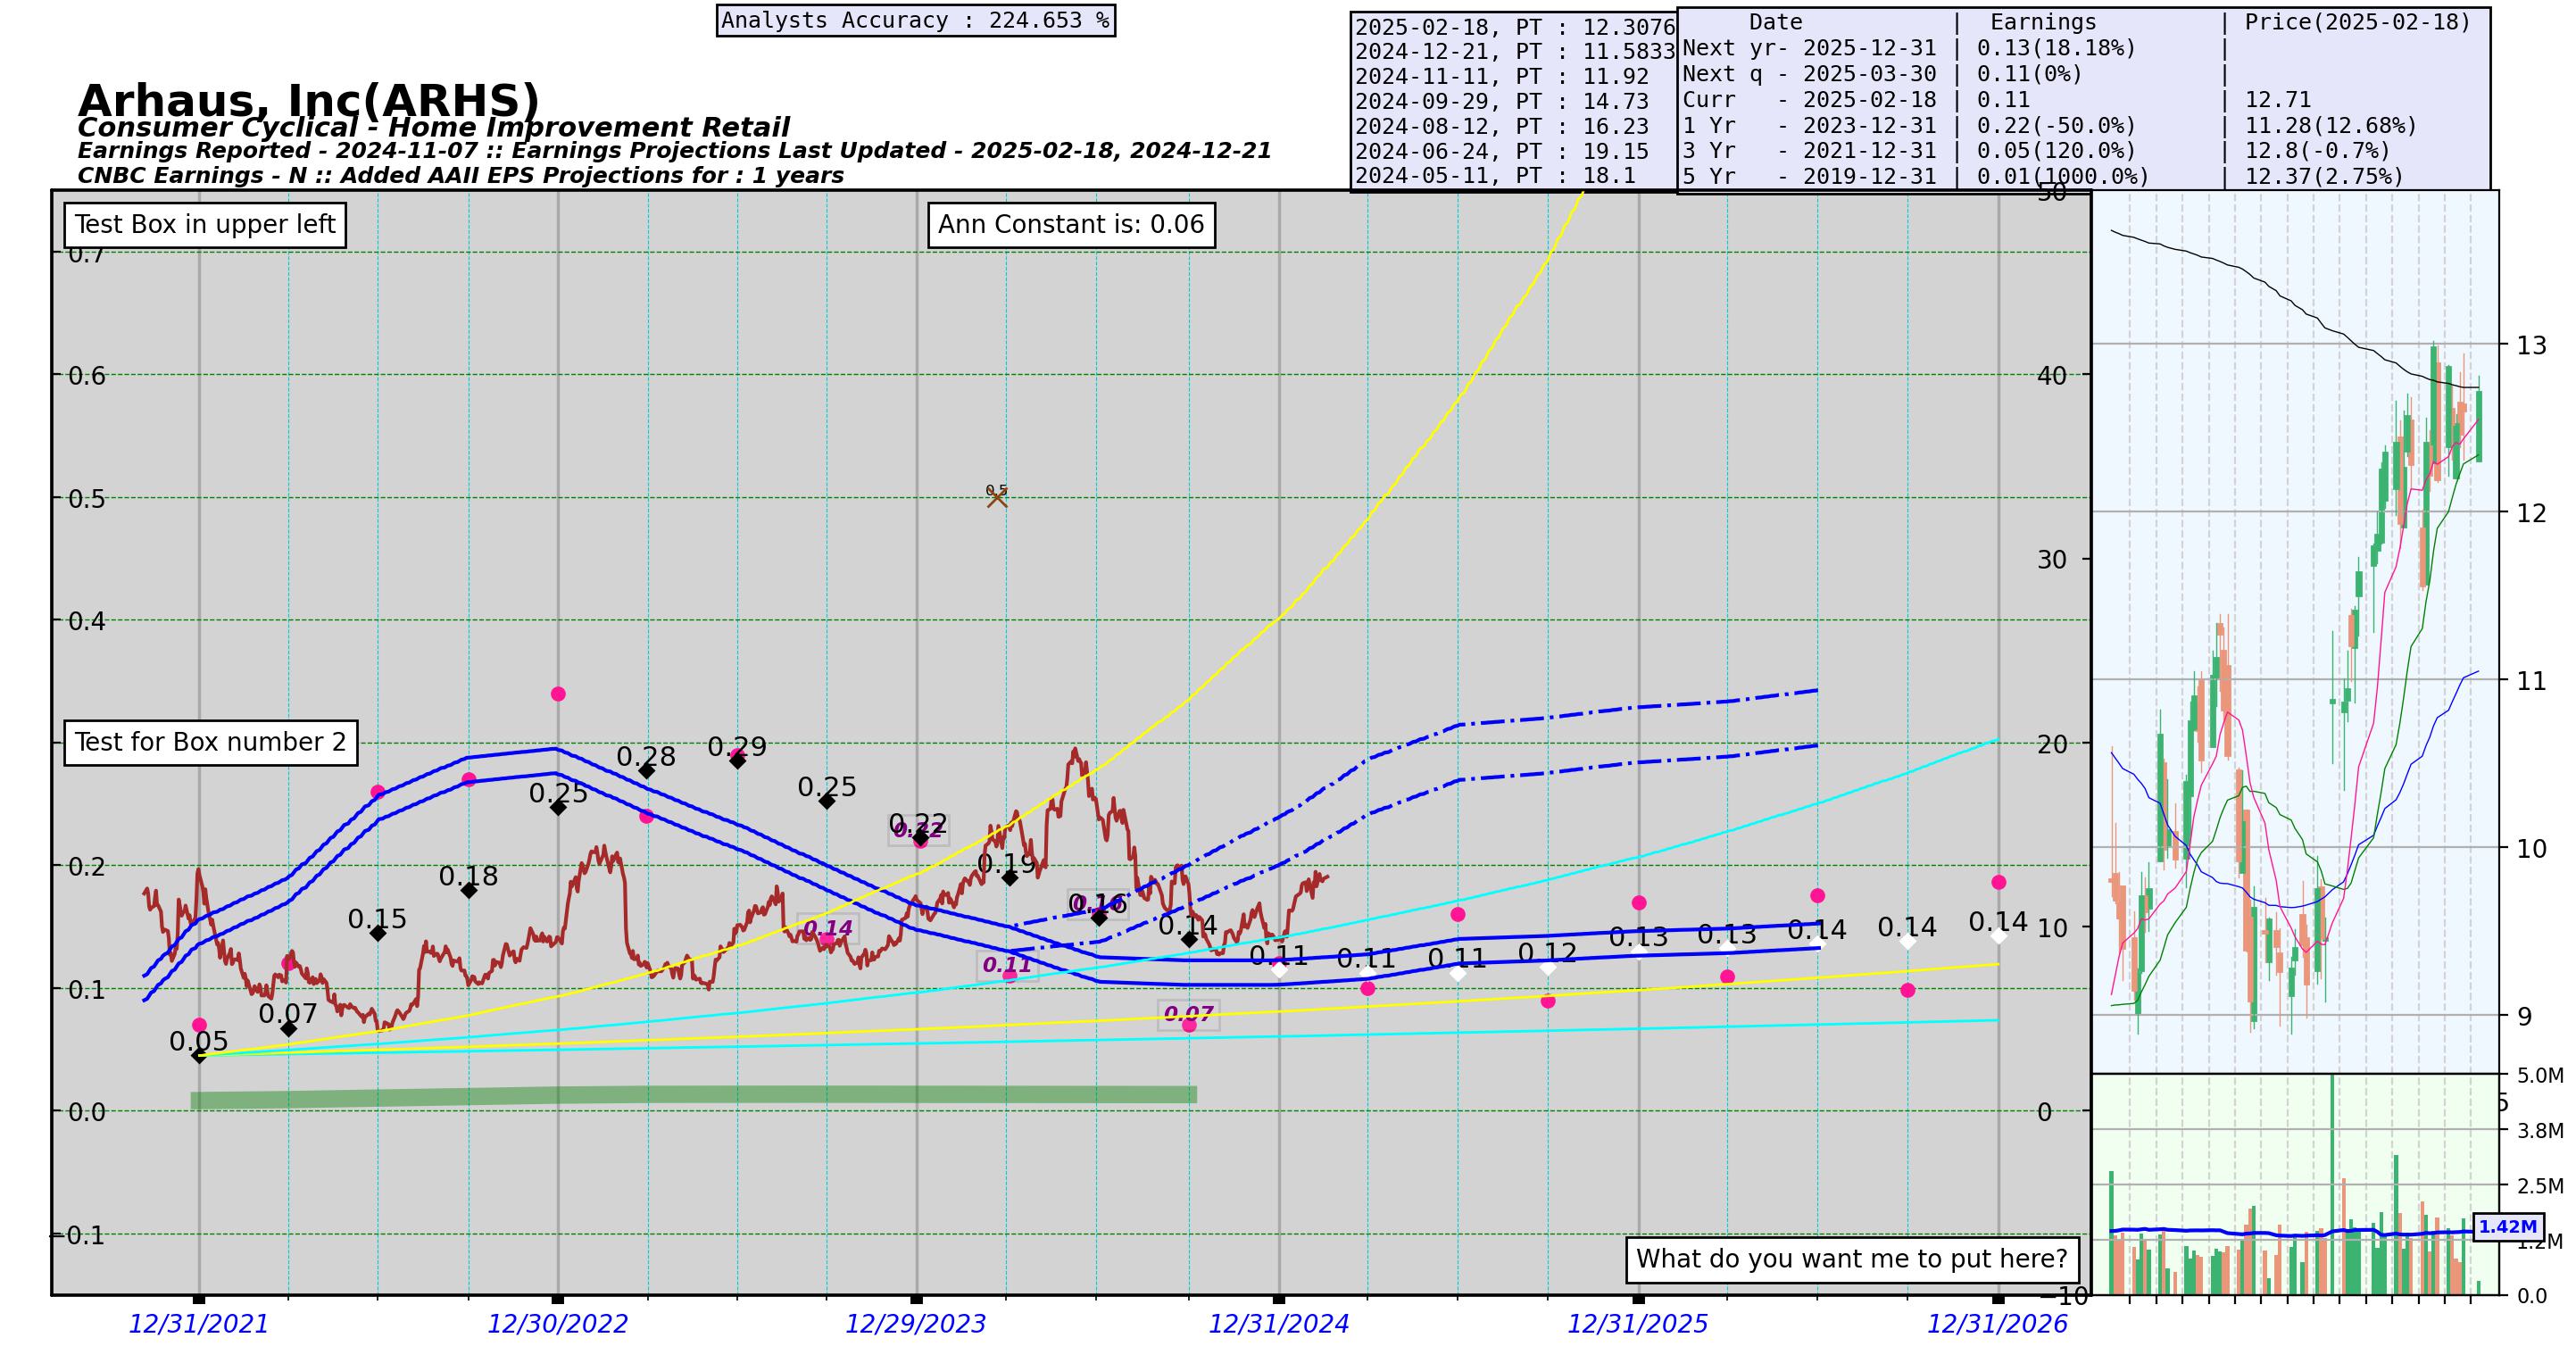 Analysts Accuracy : 224.653 %
2025-02-18, PT : 12.3076
2024-12-21, PT : 11.5833
2024-11-11, PT : 11.92
2024-09-29, PT : 14.73
2024-08-12, PT : 16.23
2024-06-24, PT : 19.15
2024-05-11, PT : 18.1
Date | Earnings | Price(2025-02-18)
Next yr- 2025-12-31 | 0.13(18.18%) |
Next q - 2025-03-30 | 0.11(0%) |
Curr - 2025-02-18 | 0.11 | 12.71
1 Yr - 2023-12-31 | 0.22(-50.0%) | 11.28(12.68%)
3 Yr - 2021-12-31 | 0.05(120.0%) | 12.8(-0.7%)
5 Yr - 2019-12-31 | 0.01(1000.0%) | 12.37(2.75%)
Arhaus, Inc(ARHS)
Consumer Cyclical - Home Improvement Retail
Earnings Reported - 2024-11-07 :: Earnings Projections Last Updated - 2025-02-18, 2024-12-21
CNBC Earnings - N :: Added AAII EPS Projections for : 1 years
Test Box in upper left
Ann Constant is: 0.06
Test for Box number 2
What do you want me to put here?
0.7
0.6
0.5
0.4
0.2
0.1
0.0
−0.1
50
40
30
20
10
0
−10
0.5
0.05
0.07
0.15
0.18
0.25
0.28
0.29
0.25
0.22
0.22
0.19
0.16
0.14
0.11
0.11
0.11
0.12
0.13
0.13
0.14
0.14
0.14
0.14
0.11
0.07
13
12
11
10
9
5.0M
5
3.8M
2.5M
1.42M
1.2M
0.0
12/31/2021
12/30/2022
12/29/2023
12/31/2024
12/31/2025
12/31/2026